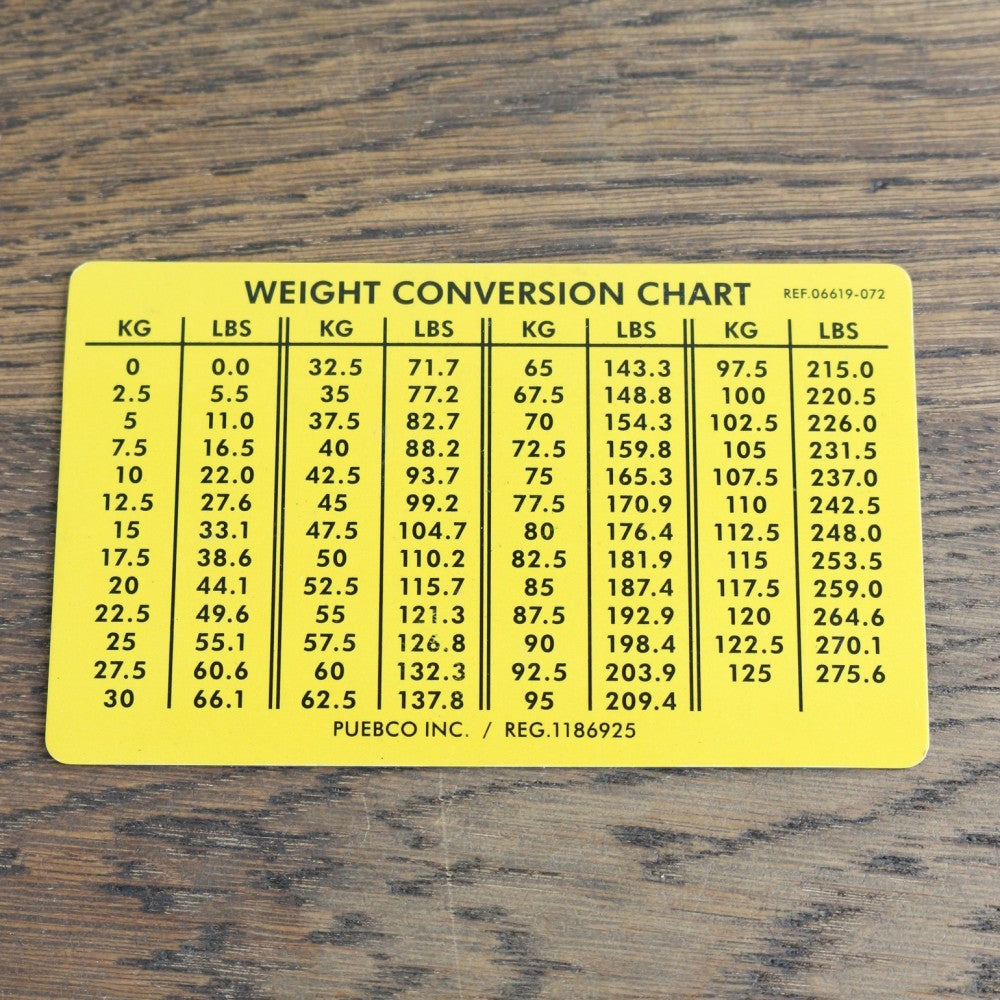 WEIGHT CONVERSION CHART REF.06619-072
KG LBS KG LBS KG LBS KG LBS
0 0.0 32.5 71.7 65 143.3 97.5 215.0
2.5 5.5 35 77.2 67.5 148.8 100 220.5
5 11.0 37.5 82.7 70 154.3 102.5 226.0
7.5 16.5 40 88.2 72.5 159.8 105 231.5
10 22.0 42.5 93.7 75 165.3 107.5 237.0
12.5 27.6 45 99.2 77.5 170.9 110 242.5
15 33.1 47.5 104.7 80 176.4 112.5 248.0
17.5 38.6 50 110.2 82.5 181.9 115 253.5
20 44.1 52.5 115.7 85 187.4 117.5 259.0
22.5 49.6 55 121.3 87.5 192.9 120 264.6
25 55.1 57.5 126.8 90 198.4 122.5 270.1
27.5 60.6 60 132.3 92.5 203.9 125 275.6
30 66.1 62.5 137.8 95 209.4
PUEBCO INC. / REG.1186925